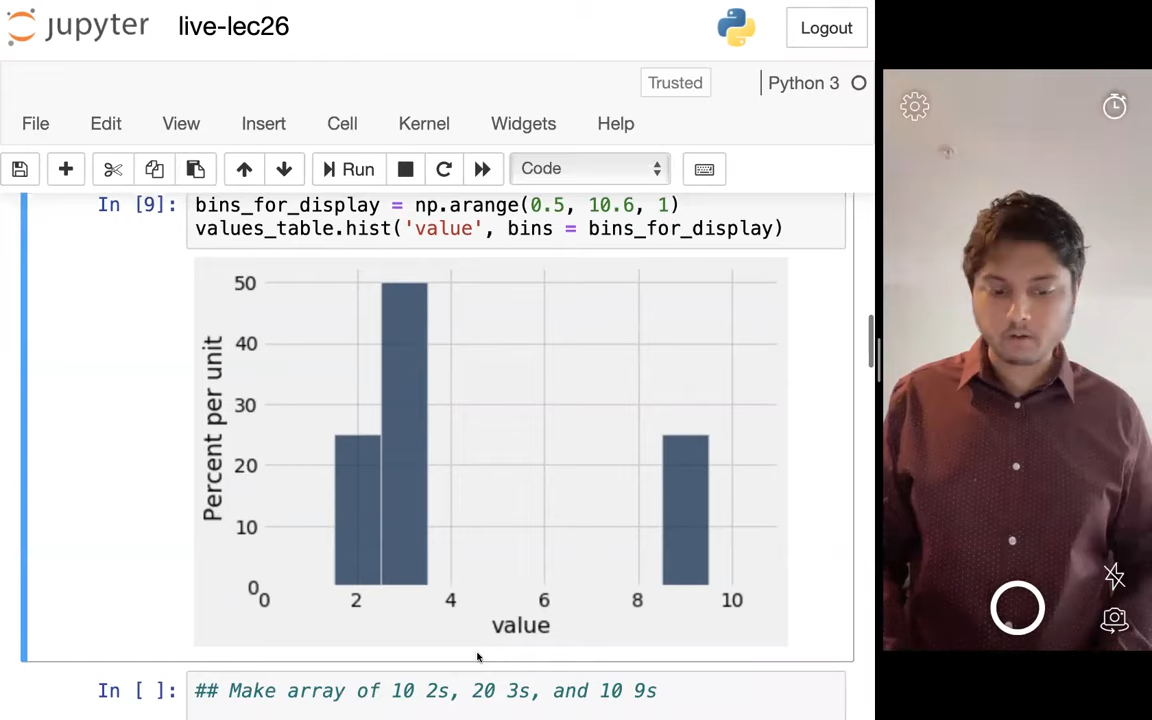 jupyter live-lec26
Logout
Trusted Python 3
File Edit View Insert Cell Kernel Widgets Help
Run Code
In [9]: bins_for_display = np.arange(0.5, 10.6, 1)
values_table.hist('value', bins = bins_for_display)
50
40
30
20
10
0
0 2 4 6 8 10
Percent per unit
value
In [ ]: ## Make array of 10 2s, 20 3s, and 10 9s